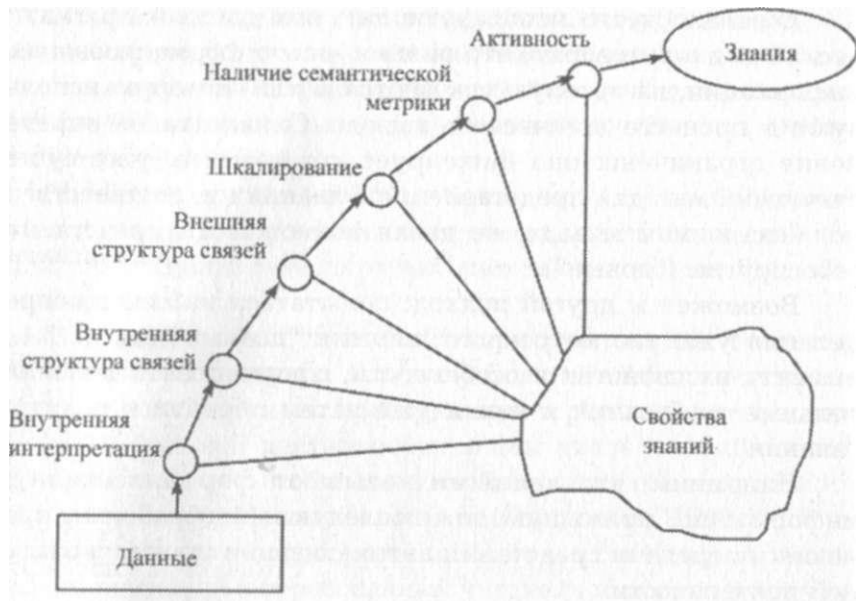 Активность
Знания
Наличие семантической
метрики
Шкалирование
Внешняя
структура связей
Внутренняя
структура связей
Внутренняя
интерпретация
Свойства
знаний
Данные